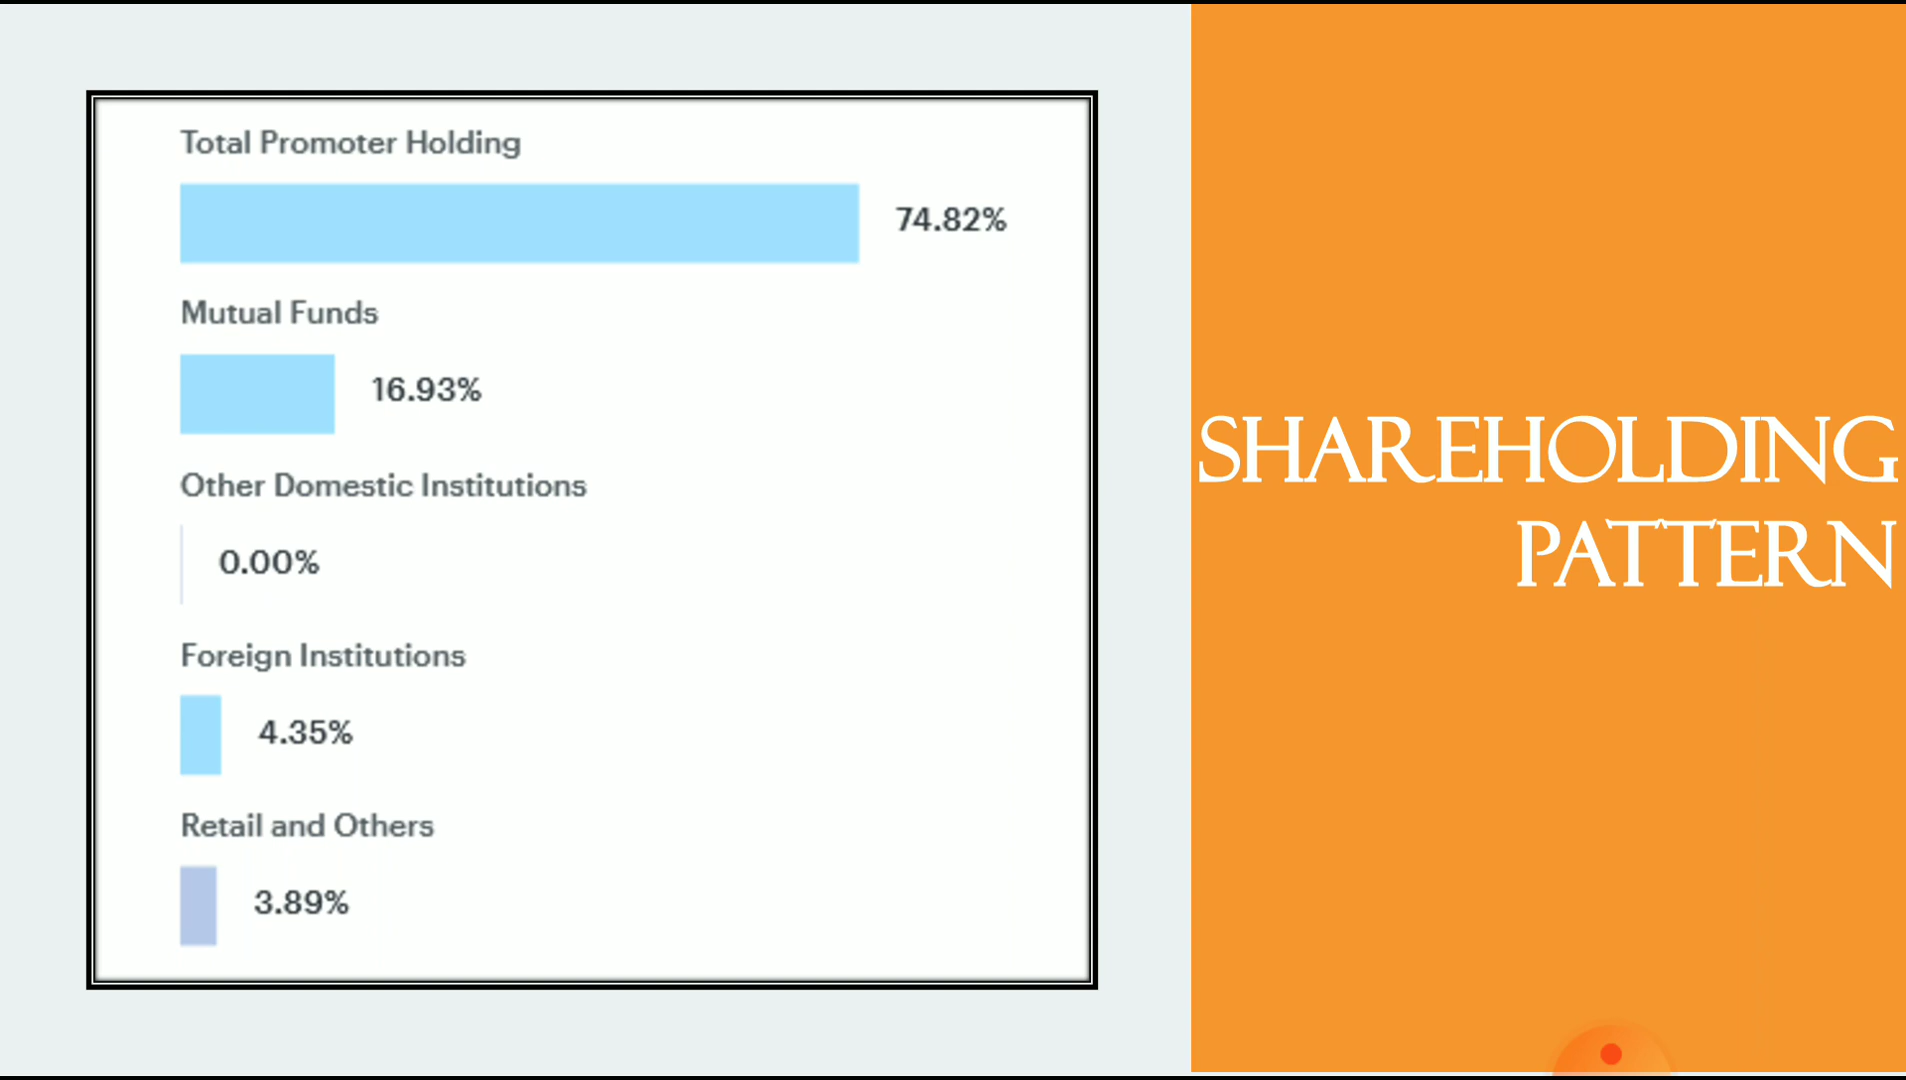 Total Promoter Holding
74.82%
Mutual Funds
16.93%
Other Domestic Institutions
0.00%
Foreign Institutions
4.35%
Retail and Others
3.89%
SHAREHOLDING
PATTERN